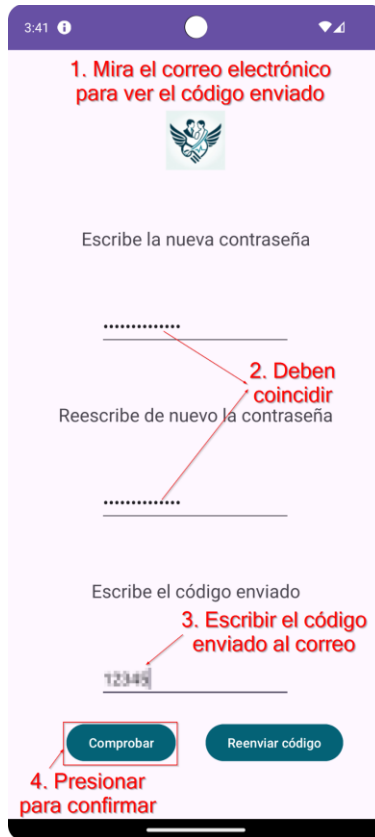 3:41
1. Mira el correo electrónico
para ver el código enviado
Escribe la nueva contraseña
••••••••••••••
2. Deben
coincidir
Reescribe de nuevo la contraseña
••••••••••••••
Escribe el código enviado
3. Escribir el código
enviado al correo
12345
Comprobar
Reenviar código
4. Presionar
para confirmar